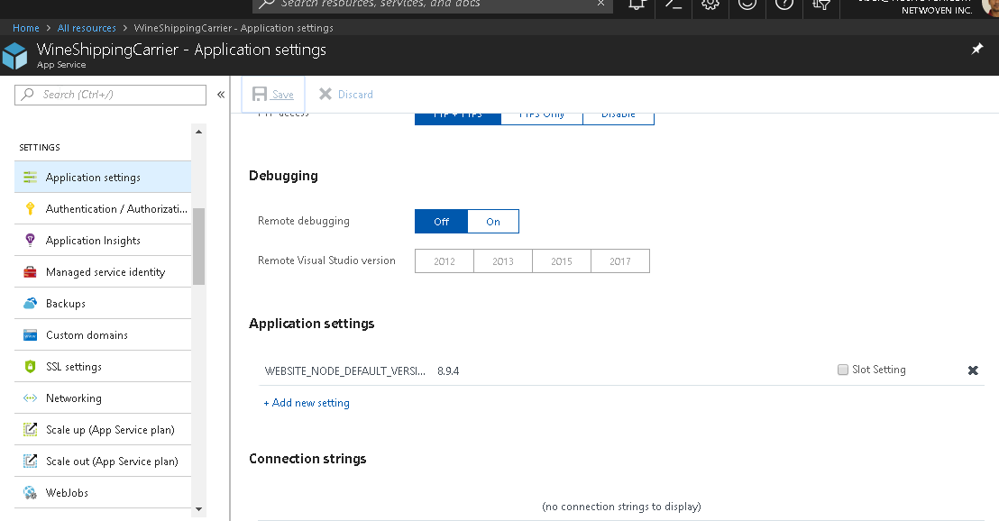 Search resources, services, and docs
NETWOVEN INC.
Home > All resources > WineShippingCarrier - Application settings
WineShippingCarrier - Application settings
App Service
Search (Ctrl+/)
Save
Discard
SETTINGS
Application settings
Authentication / Authorizati...
Application Insights
Managed service identity
Backups
Custom domains
SSL settings
Networking
Scale up (App Service plan)
Scale out (App Service plan)
WebJobs
FTP access
FTP + FTPS
FTPS Only
Disable
Debugging
Remote debugging
Off
On
Remote Visual Studio version
2012
2013
2015
2017
Application settings
WEBSITE_NODE_DEFAULT_VERSI... 8.9.4
Slot Setting
+ Add new setting
Connection strings
(no connection strings to display)